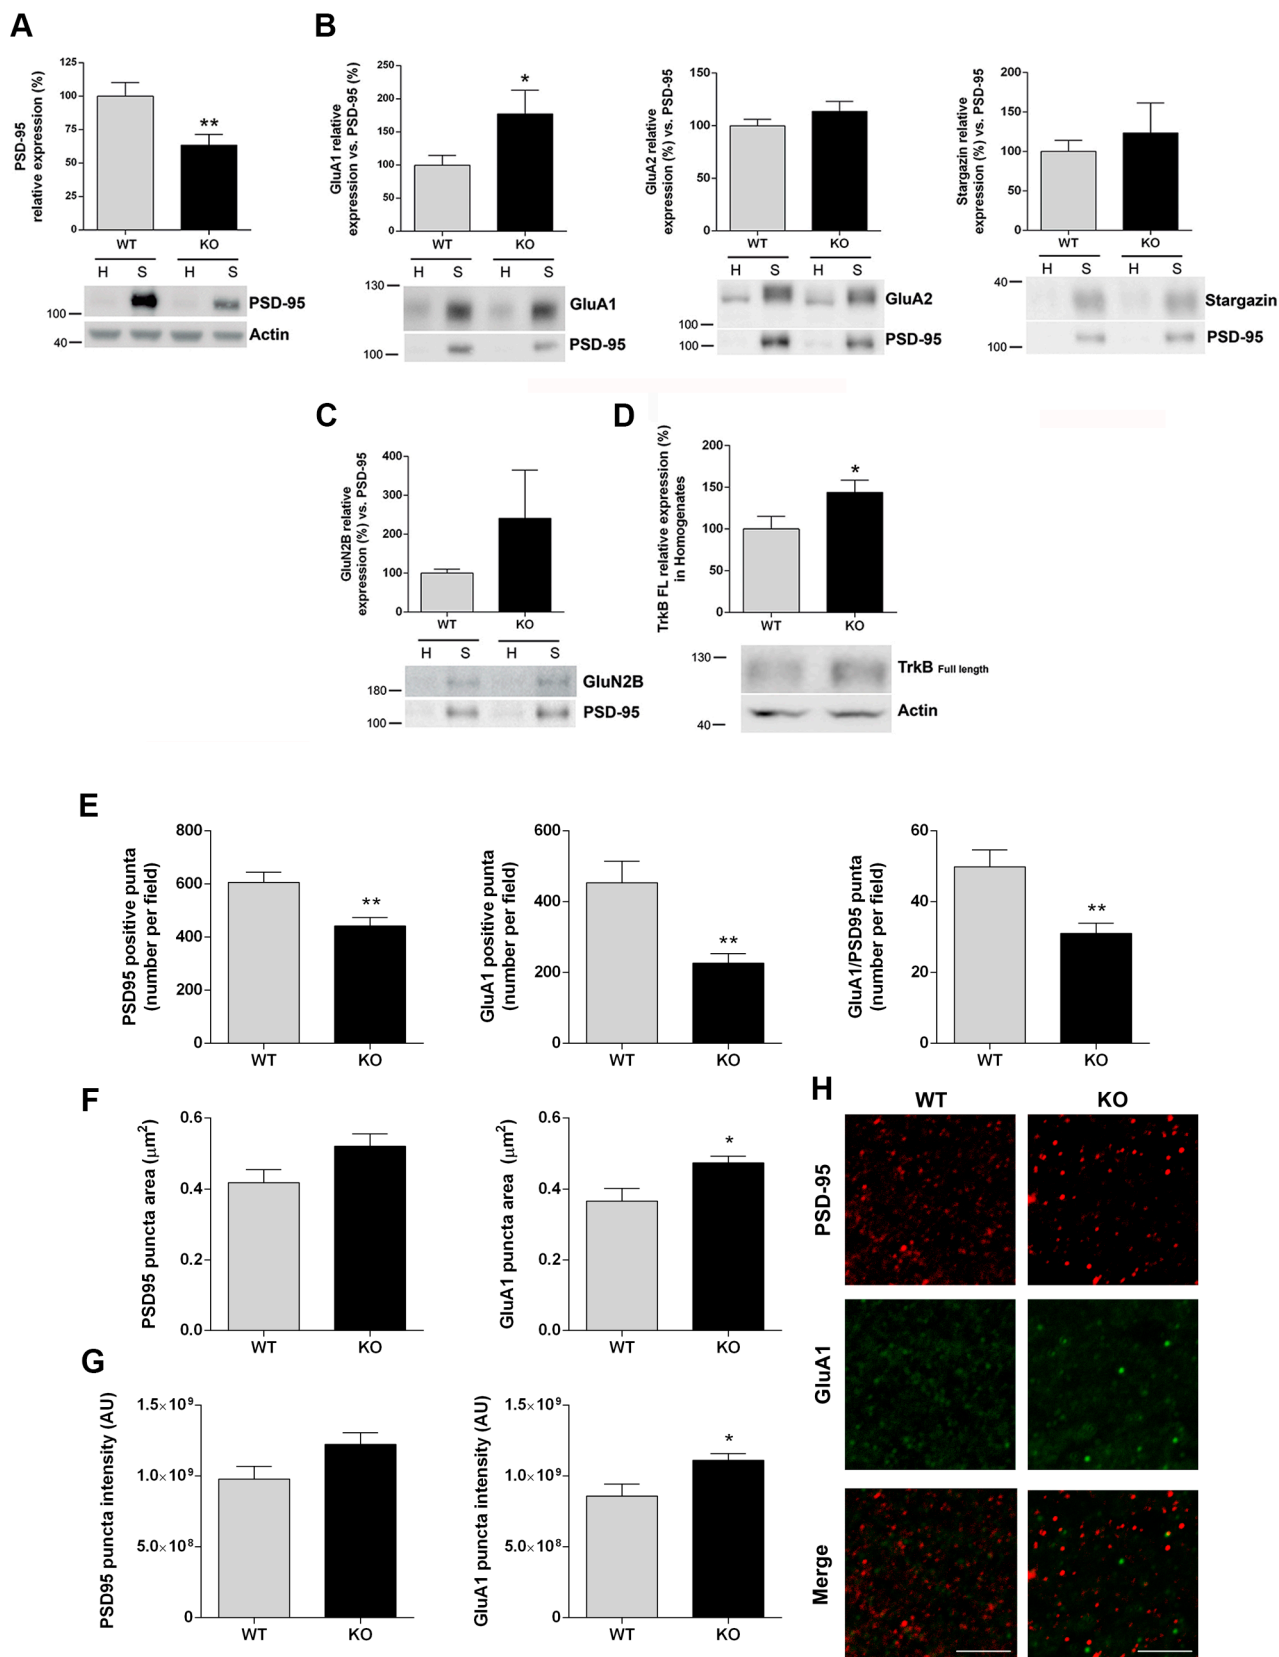 A
PSD-95
relative expression (%)
125
100
75
50
25
0
**
WT KO
H S H S
PSD-95
100
Actin
40
B
GluA1 relative
expression vs. PSD-95 (%)
250
200
150
100
50
0
*
WT KO
H S H S
130
GluA1
PSD-95
100
GluA2 relative
expression (%) vs. PSD-95
150
100
50
0
WT KO
H S H S
GluA2
100
100
PSD-95
Stargazin relative
expression (%) vs. PSD-95
200
150
100
50
0
WT KO
H S H S
40
Stargazin
PSD-95
100
C
GluN2B relative
expression (%) vs. PSD-95
400
300
200
100
0
WT KO
H S H S
GluN2B
180
PSD-95
100
D
TrkB FL relative expression (%)
in Homogenates
200
150
100
50
0
*
WT KO
130
TrkB Full length
Actin
40
E
PSD95 positive punta
(number per field)
800
600
400
200
0
**
WT KO
GluA1 positive punta
(number per field)
600
400
200
0
**
WT KO
GluA1/PSD95 punta
(number per field)
60
40
20
0
**
WT KO
F
PSD95 puncta area (μm²)
0.6
0.4
0.2
0.0
WT KO
GluA1 puncta area (μm²)
0.6
0.4
0.2
0.0
*
WT KO
G
PSD95 puncta intensity (AU)
1.5×10⁹
1.0×10⁹
5.0×10⁸
0
WT KO
GluA1 puncta intensity (AU)
1.5×10⁹
1.0×10⁹
5.0×10⁸
0
*
WT KO
H
WT KO
PSD-95
GluA1
Merge